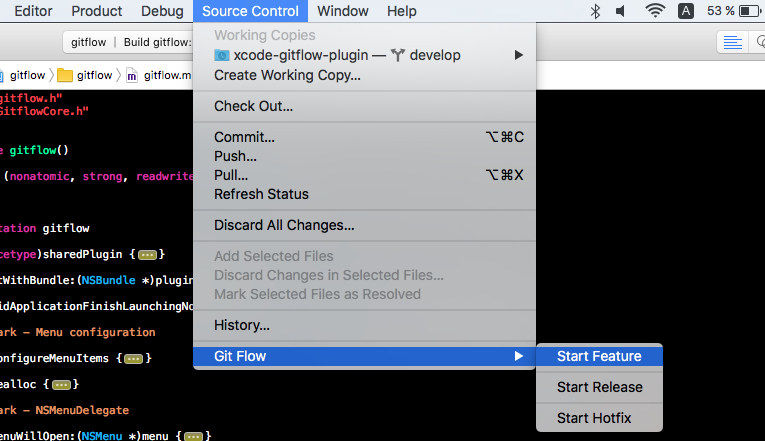 Editor Product Debug Source Control Window Help A 53 %
gitflow | Build gitflow:
gitflow gitflow gitflow.m
Working Copies
xcode-gitflow-plugin — develop
Create Working Copy...
Check Out...
Commit... ⌥⌘C
Push...
Pull... ⌥⌘X
Refresh Status
Discard All Changes...
Add Selected Files
Discard Changes in Selected Files...
Mark Selected Files as Resolved
History...
Git Flow
Start Feature
Start Release
Start Hotfix
gitflow.h"
GitflowCore.h"
e gitflow()
(nonatomic, strong, readwrite
tation gitflow
cetype)sharedPlugin {
tWithBundle:(NSBundle *)plugin
idApplicationFinishLaunchingNo
ark – Menu configuration
onfigureMenuItems {
ealloc {
ark – NSMenuDelegate
enuWillOpen:(NSMenu *)menu {